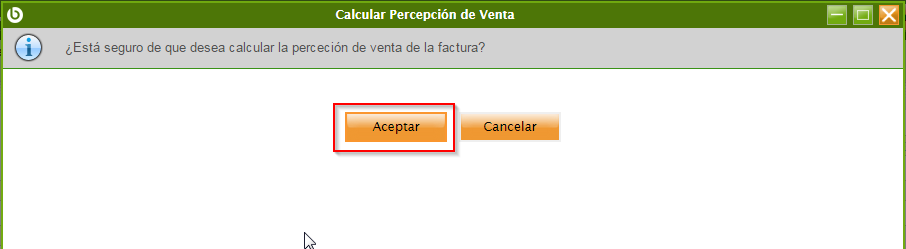 Calcular Percepción de Venta
¿Está seguro de que desea calcular la perceción de venta de la factura?
Aceptar Cancelar